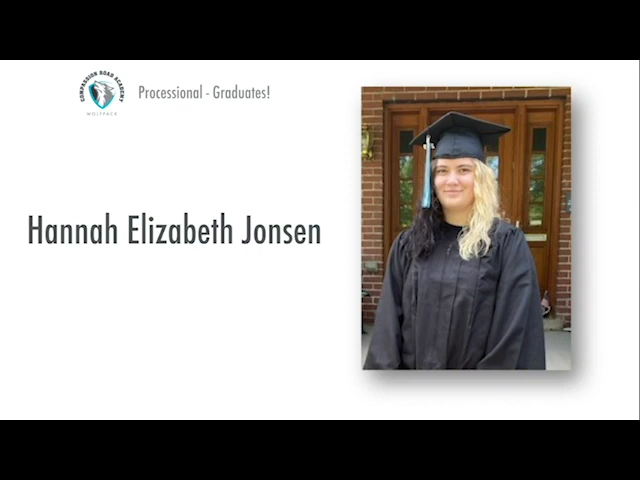 COMPASSION ROAD ACADEMY
WOLFPACK
Processional - Graduates!
Hannah Elizabeth Jonsen